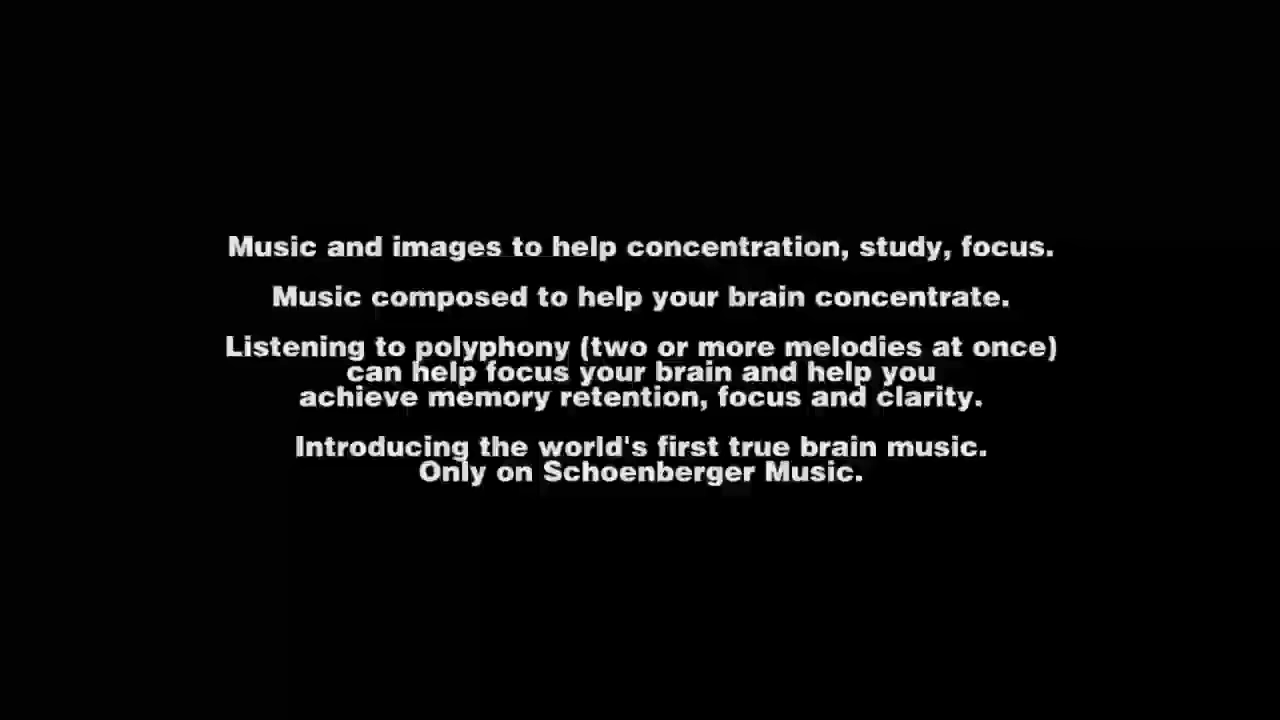 Music and images to help concentration, study, focus.
Music composed to help your brain concentrate.
Listening to polyphony (two or more melodies at once)
can help focus your brain and help you
achieve memory retention, focus and clarity.
Introducing the world's first true brain music.
Only on Schoenberger Music.